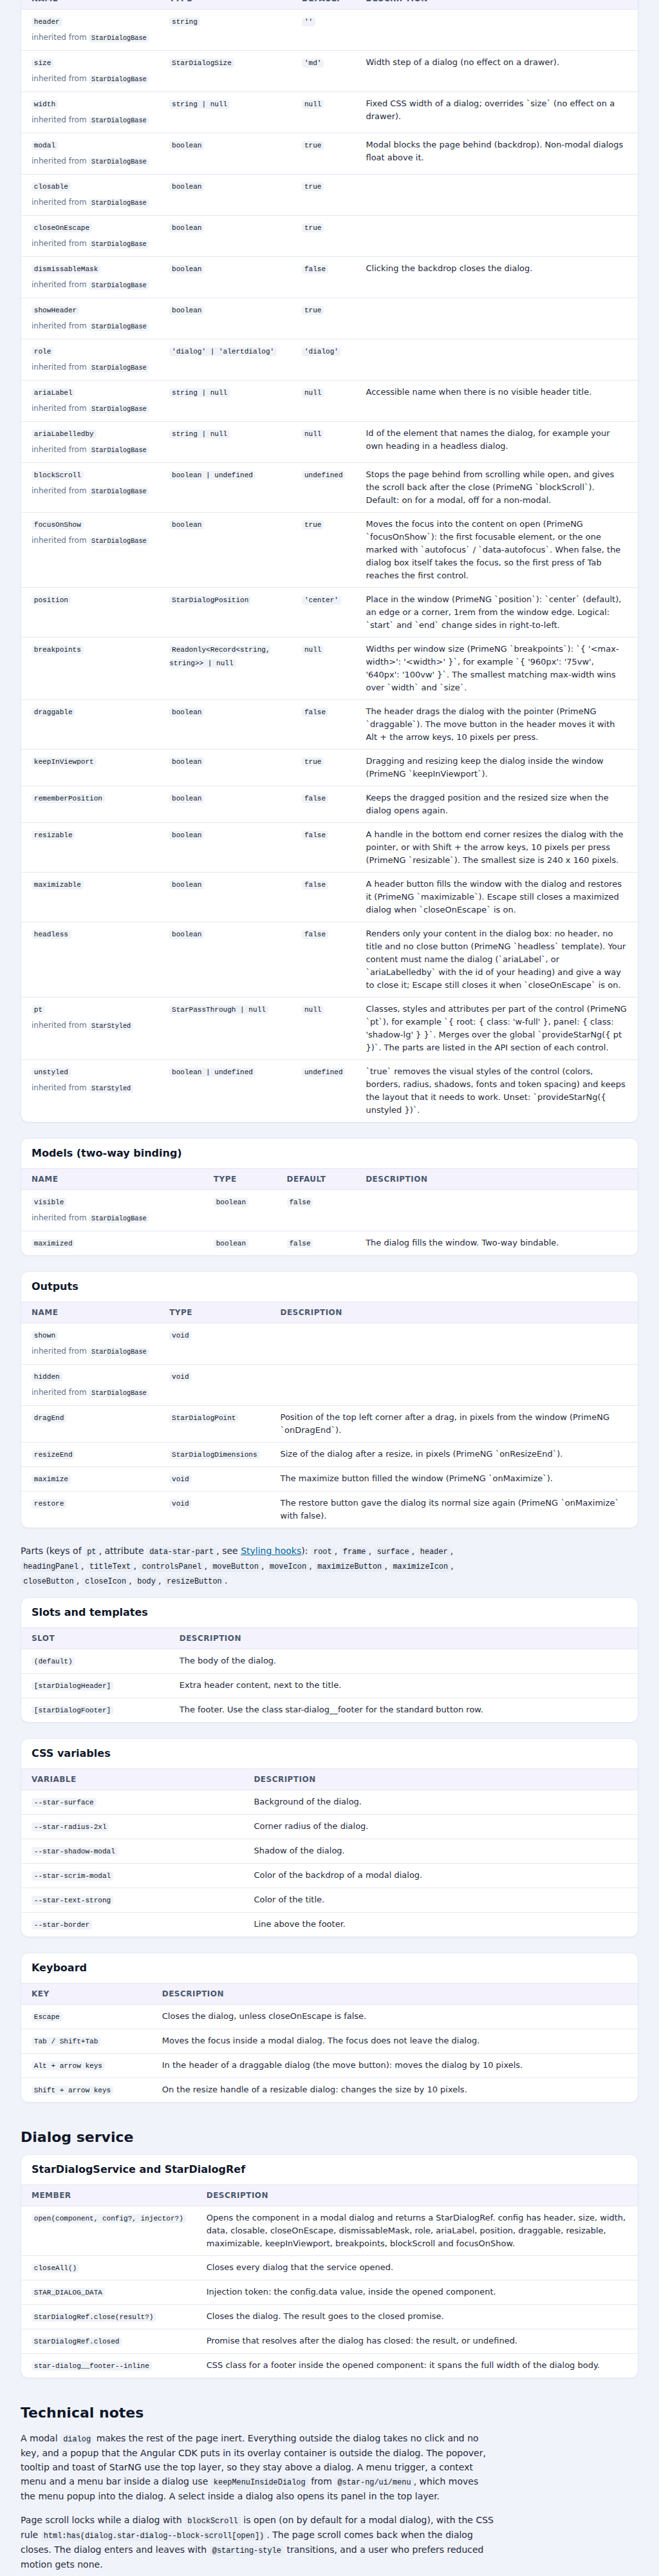 header string ''
inherited from StarDialogBase
size StarDialogSize 'md' Width step of a dialog (no effect on a drawer).
inherited from StarDialogBase
width string | null null Fixed CSS width of a dialog; overrides `size` (no effect on a
drawer).
inherited from StarDialogBase
modal boolean true Modal blocks the page behind (backdrop). Non-modal dialogs
float above it.
inherited from StarDialogBase
closable boolean true
inherited from StarDialogBase
closeOnEscape boolean true
inherited from StarDialogBase
dismissableMask boolean false Clicking the backdrop closes the dialog.
inherited from StarDialogBase
showHeader boolean true
inherited from StarDialogBase
role 'dialog' | 'alertdialog' 'dialog'
inherited from StarDialogBase
ariaLabel string | null null Accessible name when there is no visible header title.
inherited from StarDialogBase
ariaLabelledby string | null null Id of the element that names the dialog, for example your
own heading in a headless dialog.
inherited from StarDialogBase
blockScroll boolean | undefined undefined Stops the page behind from scrolling while open, and gives
the scroll back after the close (PrimeNG `blockScroll`).
inherited from StarDialogBase
Default: on for a modal, off for a non-modal.
focusOnShow boolean true Moves the focus into the content on open (PrimeNG
`focusOnShow`): the first focusable element, or the one
inherited from StarDialogBase
marked with `autofocus` / `data-autofocus`. When false, the
dialog box itself takes the focus, so the first press of Tab
reaches the first control.
position StarDialogPosition 'center' Place in the window (PrimeNG `position`): `center` (default),
an edge or a corner, 1rem from the window edge. Logical:
`start` and `end` change sides in right-to-left.
breakpoints Readonly<Record<string, null Widths per window size (PrimeNG `breakpoints`): `{ '<max-
string>> | null width>': '<width>' }`, for example `{ '960px': '75vw',
'640px': '100vw' }`. The smallest matching max-width wins
over `width` and `size`.
draggable boolean false The header drags the dialog with the pointer (PrimeNG
`draggable`). The move button in the header moves it with
Alt + the arrow keys, 10 pixels per press.
keepInViewport boolean true Dragging and resizing keep the dialog inside the window
(PrimeNG `keepInViewport`).
rememberPosition boolean false Keeps the dragged position and the resized size when the
dialog opens again.
resizable boolean false A handle in the bottom end corner resizes the dialog with the
pointer, or with Shift + the arrow keys, 10 pixels per press
(PrimeNG `resizable`). The smallest size is 240 x 160 pixels.
maximizable boolean false A header button fills the window with the dialog and restores
it (PrimeNG `maximizable`). Escape still closes a maximized
dialog when `closeOnEscape` is on.
headless boolean false Renders only your content in the dialog box: no header, no
title and no close button (PrimeNG `headless` template). Your
content must name the dialog (`ariaLabel`, or
`ariaLabelledby` with the id of your heading) and give a way
to close it; Escape still closes it when `closeOnEscape` is on.
pt StarPassThrough | null null Classes, styles and attributes per part of the control (PrimeNG
`pt`), for example `{ root: { class: 'w-full' }, panel: { class:
inherited from StarStyled
'shadow-lg' } }`. Merges over the global `provideStarNg({ pt
})`. The parts are listed in the API section of each control.
unstyled boolean | undefined undefined `true` removes the visual styles of the control (colors,
borders, radius, shadows, fonts and token spacing) and keeps
inherited from StarStyled
the layout that it needs to work. Unset: `provideStarNg({
unstyled })`.
Models (two-way binding)
NAME TYPE DEFAULT DESCRIPTION
visible boolean false
inherited from StarDialogBase
maximized boolean false The dialog fills the window. Two-way bindable.
Outputs
NAME TYPE DESCRIPTION
shown void
inherited from StarDialogBase
hidden void
inherited from StarDialogBase
dragEnd StarDialogPoint Position of the top left corner after a drag, in pixels from the window (PrimeNG
`onDragEnd`).
resizeEnd StarDialogDimensions Size of the dialog after a resize, in pixels (PrimeNG `onResizeEnd`).
maximize void The maximize button filled the window (PrimeNG `onMaximize`).
restore void The restore button gave the dialog its normal size again (PrimeNG `onMaximize`
with false).
Parts (keys of pt, attribute data-star-part, see Styling hooks): root, frame, surface, header,
headingPanel, titleText, controlsPanel, moveButton, moveIcon, maximizeButton, maximizeIcon,
closeButton, closeIcon, body, resizeButton.
Slots and templates
SLOT DESCRIPTION
(default) The body of the dialog.
[starDialogHeader] Extra header content, next to the title.
[starDialogFooter] The footer. Use the class star-dialog__footer for the standard button row.
CSS variables
VARIABLE DESCRIPTION
--star-surface Background of the dialog.
--star-radius-2xl Corner radius of the dialog.
--star-shadow-modal Shadow of the dialog.
--star-scrim-modal Color of the backdrop of a modal dialog.
--star-text-strong Color of the title.
--star-border Line above the footer.
Keyboard
KEY DESCRIPTION
Escape Closes the dialog, unless closeOnEscape is false.
Tab / Shift+Tab Moves the focus inside a modal dialog. The focus does not leave the dialog.
Alt + arrow keys In the header of a draggable dialog (the move button): moves the dialog by 10 pixels.
Shift + arrow keys On the resize handle of a resizable dialog: changes the size by 10 pixels.
Dialog service
StarDialogService and StarDialogRef
MEMBER DESCRIPTION
open(component, config?, injector?) Opens the component in a modal dialog and returns a StarDialogRef. config has header, size, width,
data, closable, closeOnEscape, dismissableMask, role, ariaLabel, position, draggable, resizable,
maximizable, keepInViewport, breakpoints, blockScroll and focusOnShow.
closeAll() Closes every dialog that the service opened.
STAR_DIALOG_DATA Injection token: the config.data value, inside the opened component.
StarDialogRef.close(result?) Closes the dialog. The result goes to the closed promise.
StarDialogRef.closed Promise that resolves after the dialog has closed: the result, or undefined.
star-dialog__footer--inline CSS class for a footer inside the opened component: it spans the full width of the dialog body.
Technical notes
A modal dialog makes the rest of the page inert. Everything outside the dialog takes no click and no
key, and a popup that the Angular CDK puts in its overlay container is outside the dialog. The popover,
tooltip and toast of StarNG use the top layer, so they stay above a dialog. A menu trigger, a context
menu and a menu bar inside a dialog use keepMenuInsideDialog from @star-ng/ui/menu, which moves
the menu popup into the dialog. A select inside a dialog also opens its panel in the top layer.
Page scroll locks while a dialog with blockScroll is open (on by default for a modal dialog), with the CSS
rule html:has(dialog.star-dialog--block-scroll[open]). The page scroll comes back when the dialog
closes. The dialog enters and leaves with @starting-style transitions, and a user who prefers reduced
motion gets none.